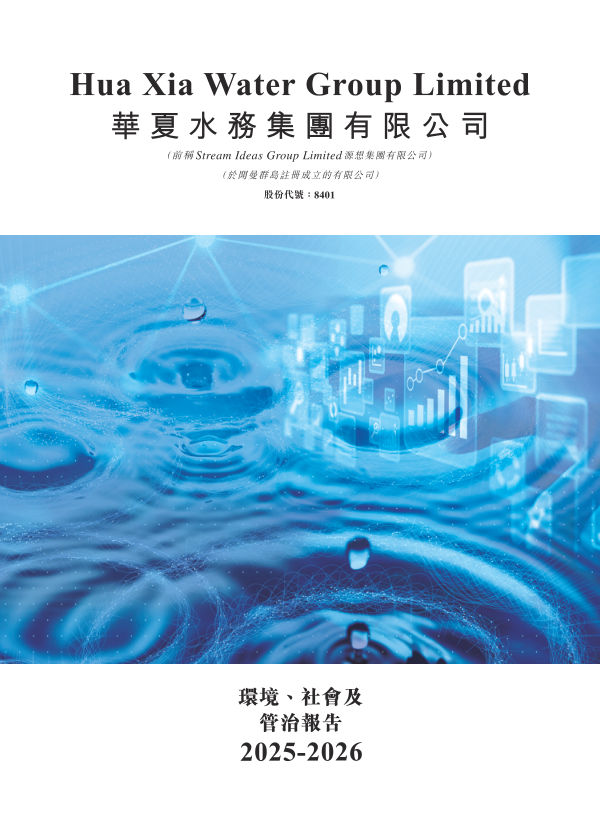 Hua Xia Water Group Limited
華夏水務集團有限公司
（前稱Stream Ideas Group Limited源想集團有限公司）
（於開曼群島註冊成立的有限公司）
股份代號：8401
環境、社會及
管治報告
2025-2026